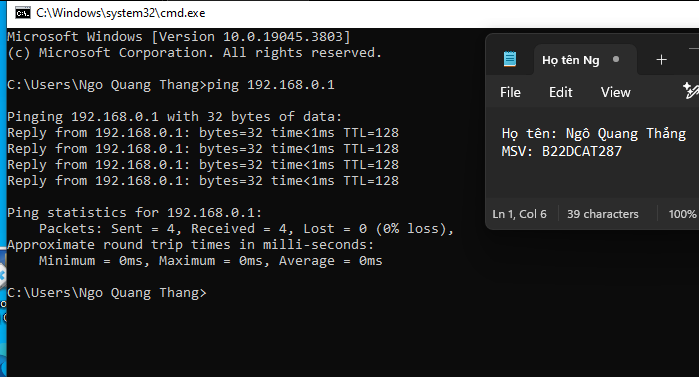 C:\Windows\system32\cmd.exe
Microsoft Windows [Version 10.0.19045.3803]
(c) Microsoft Corporation. All rights reserved.
C:\Users\Ngo Quang Thang>ping 192.168.0.1
Pinging 192.168.0.1 with 32 bytes of data:
Reply from 192.168.0.1: bytes=32 time<1ms TTL=128
Reply from 192.168.0.1: bytes=32 time<1ms TTL=128
Reply from 192.168.0.1: bytes=32 time<1ms TTL=128
Reply from 192.168.0.1: bytes=32 time<1ms TTL=128
Ping statistics for 192.168.0.1:
Packets: Sent = 4, Received = 4, Lost = 0 (0% loss),
Approximate round trip times in milli-seconds:
Minimum = 0ms, Maximum = 0ms, Average = 0ms
C:\Users\Ngo Quang Thang>
Họ tên Ng
File Edit View
Họ tên: Ngô Quang Thắng
MSV: B22DCAT287
Ln 1, Col 6 39 characters 100%